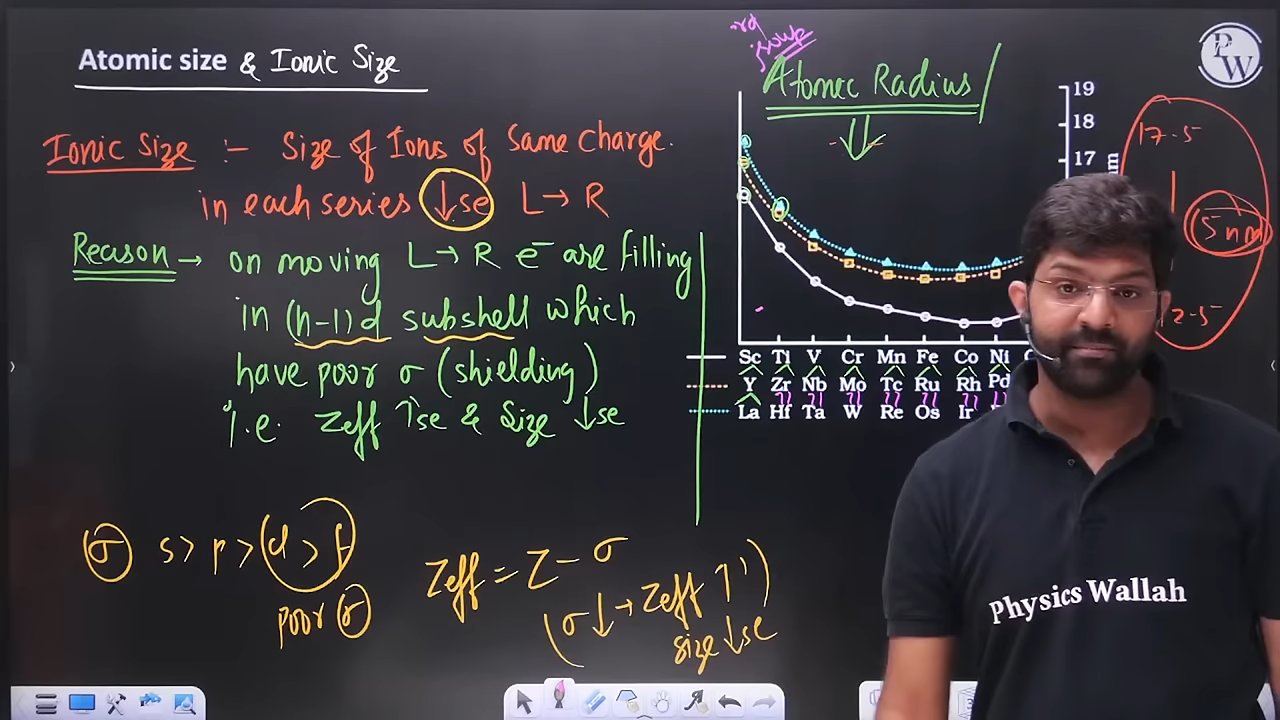 Atomic size & Ionic Size
Ionic Size :- Size of Ions of Same Charge.
in each series ↓se L→R
Reason → on moving L→R e⁻ are filling
in (n-1)d subshell which
have poor σ (shielding)
i.e. Zeff ↑se & Size ↓se
σ s > p > d > f
poor σ
Zeff = Z - σ
(σ↓ → Zeff ↑)
size ↓se
group
Atomic Radius
19
18
17
Sc Ti V Cr Mn Fe Co Ni
Y Zr Nb Mo Tc Ru Rh Pd
La Hf Ta W Re Os Ir
17-5
5nm
12-5
PW
Physics Wallah